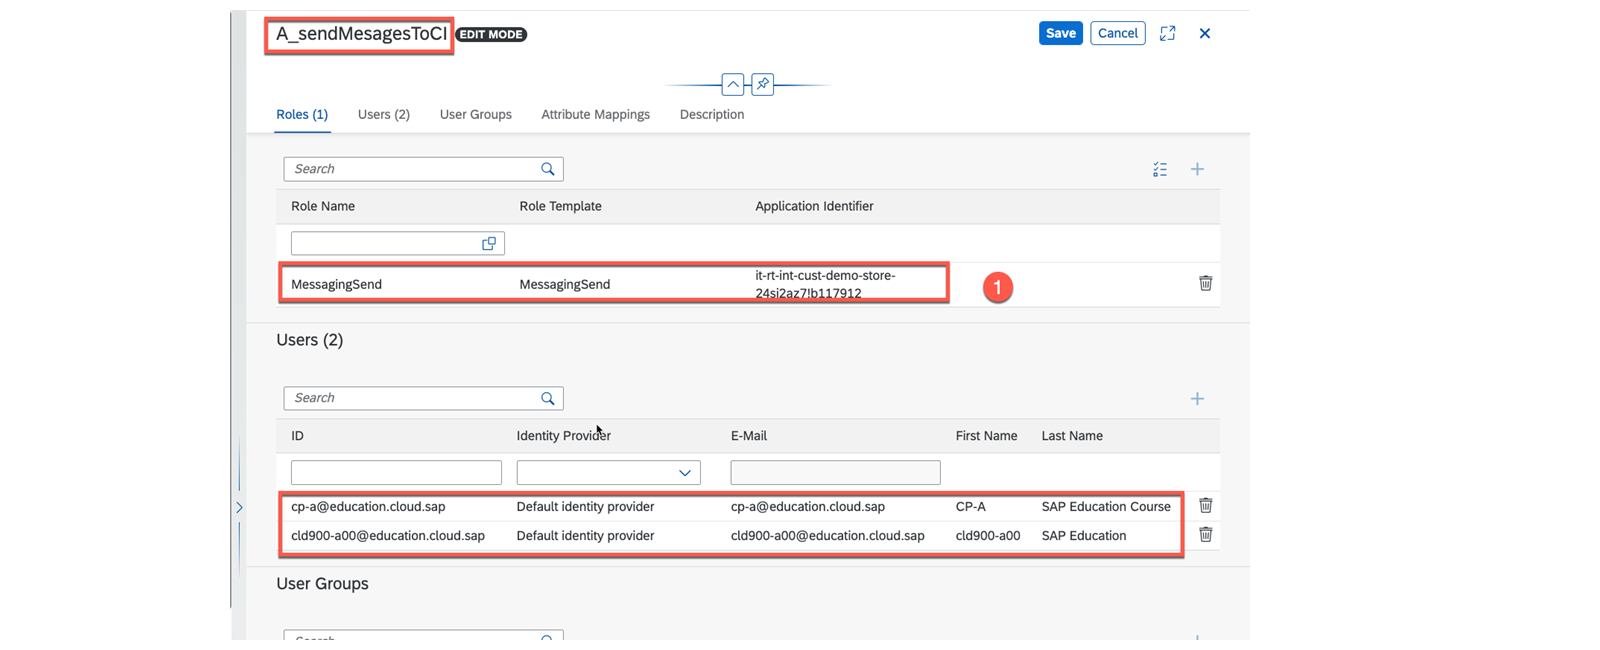 A_sendMesagesToCI EDIT MODE Save Cancel
Roles (1) Users (2) User Groups Attribute Mappings Description
Search
Role Name Role Template Application Identifier
MessagingSend MessagingSend it-rt-int-cust-demo-store-
24si2az7!b117912
1
Users (2)
Search
ID Identity Provider E-Mail First Name Last Name
cp-a@education.cloud.sap Default identity provider cp-a@education.cloud.sap CP-A SAP Education Course
cld900-a00@education.cloud.sap Default identity provider cld900-a00@education.cloud.sap cld900-a00 SAP Education
User Groups
Search